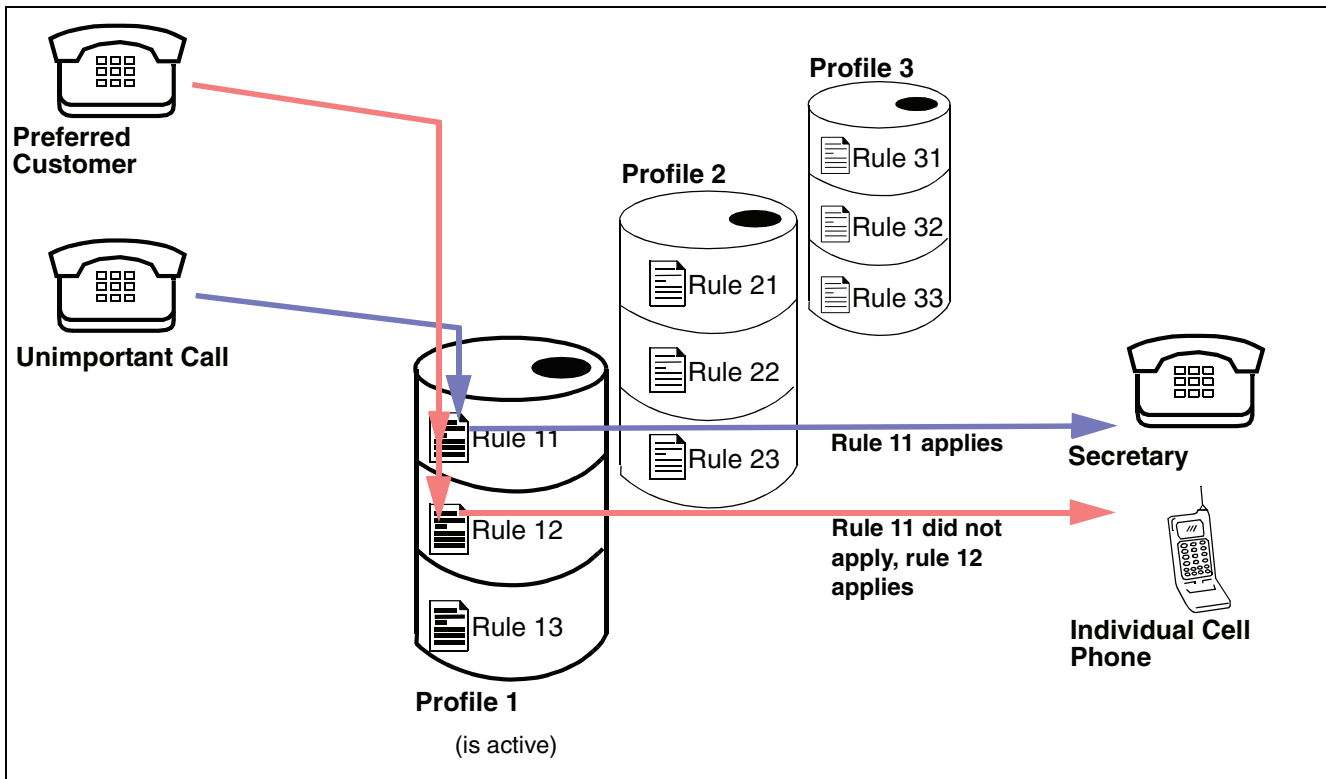 Preferred
Customer
Unimportant Call
Profile 3
Rule 31
Rule 32
Rule 33
Profile 2
Rule 21
Rule 22
Rule 23
Rule 11
Rule 12
Rule 13
Profile 1
(is active)
Rule 11 applies
Rule 11 did not
apply, rule 12
applies
Secretary
Individual Cell
Phone